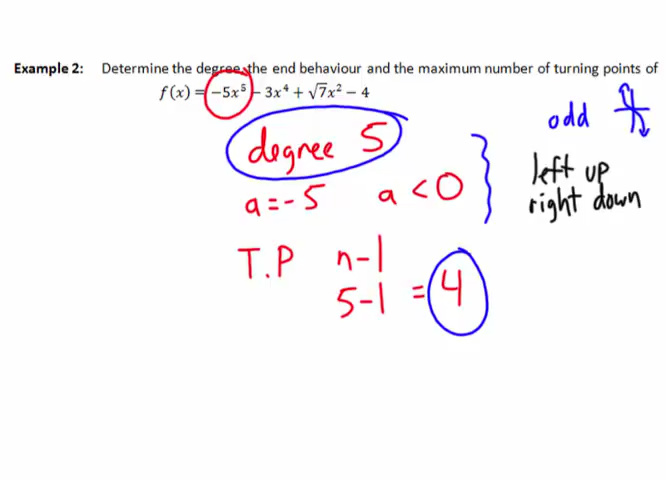 Example 2: Determine the degree, the end behaviour and the maximum number of turning points of
f(x) = −5x⁵ − 3x⁴ + √7x² − 4
odd
degree 5
left up
a = -5 a < 0
right down
T.P n-1
5-1 = 4